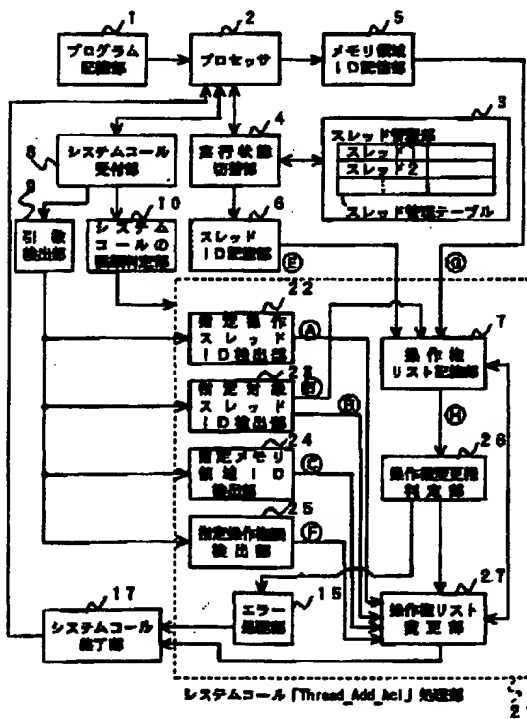 1
プログラム
記憶部
2
プロセッサ
5
メモリ領域
ID記憶部
8
システムコール
受付部
4
実行状態
切替部
3
スレッド管理部
スレッド1
スレッド2
スレッド管理テーブル
9
引数
検出部
10
システム
コールの
種類判定部
6
スレッド
ID記憶部
E
G
22
指定操作
スレッド
ID検出部
A
7
操作権
リスト記憶部
23
指定対象
スレッド
ID検出部
B
B
H
24
指定メモリ
領域ID
検出部
C
26
操作権変更権
判定部
25
指定操作権限
検出部
F
17
システムコール
終了部
15
エラー
処理部
27
操作権リスト
変更部
システムコール「Thread_Add_Acl」処理部